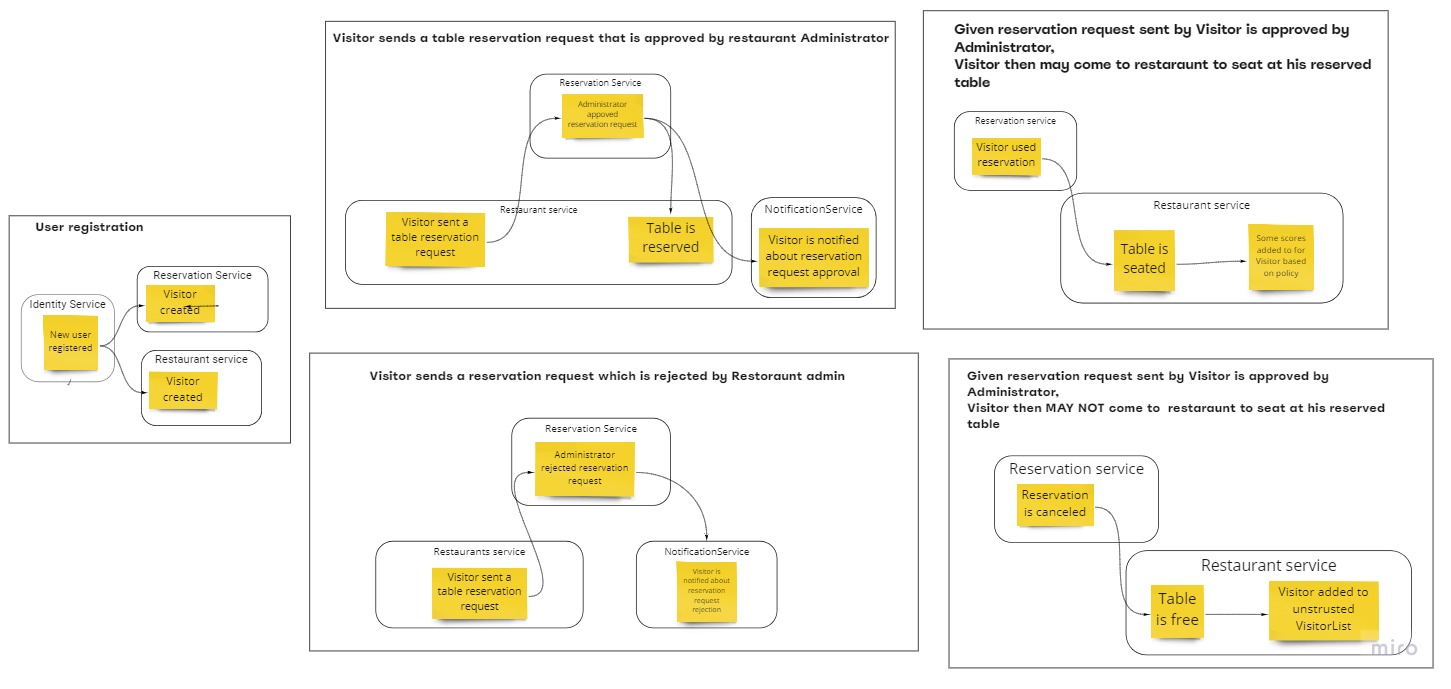 User registration
Reservation Service
Visitor
created
Identity Service
New user
registered
Restaurant service
Visitor
created
Visitor sends a table reservation request that is approved by restaurant Administrator
Reservation Service
Administrator
appoved
reservation request
Restaurant service
Visitor sent a
table reservation
request
Table is
reserved
NotificationService
Visitor is notified
about reservation
request approval
Visitor sends a reservation request which is rejected by Restoraunt admin
Reservation Service
Administrator
rejected reservation
request
Restaurants service
Visitor sent a
table reservation
request
NotificationService
Visitor is
notified about
reservation
request
rejection
Given reservation request sent by Visitor is approved by
Administrator,
Visitor then may come to restaraunt to seat at his reserved
table
Reservation service
Visitor used
reservation
Restaurant service
Table is
seated
Some scores
added to for
Visitor based
on policy
Given reservation request sent by Visitor is approved by
Administrator,
Visitor then MAY NOT come to restaraunt to seat at his reserved
table
Reservation service
Reservation
is canceled
Restaurant service
Table
is free
Visitor added to
unstrusted
VisitorList
miro